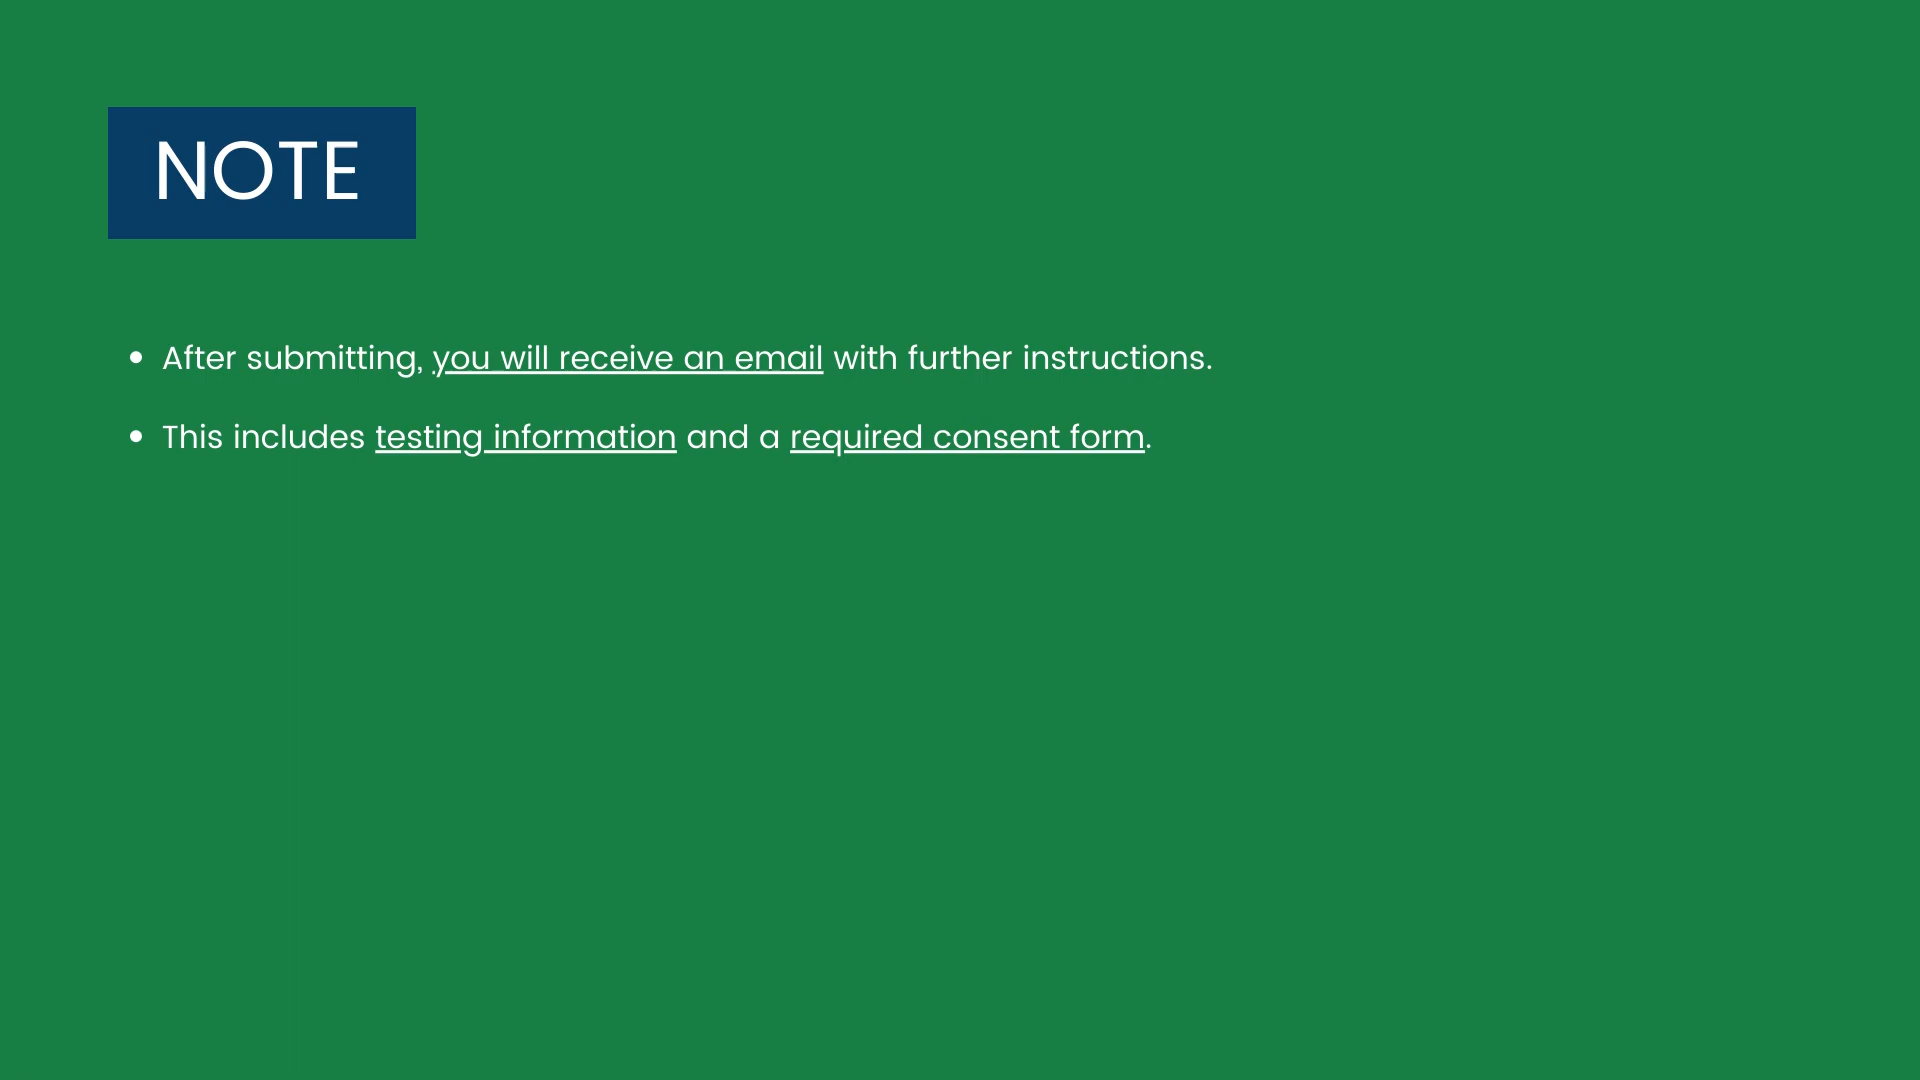 NOTE
• After submitting, you will receive an email with further instructions.
• This includes testing information and a required consent form.